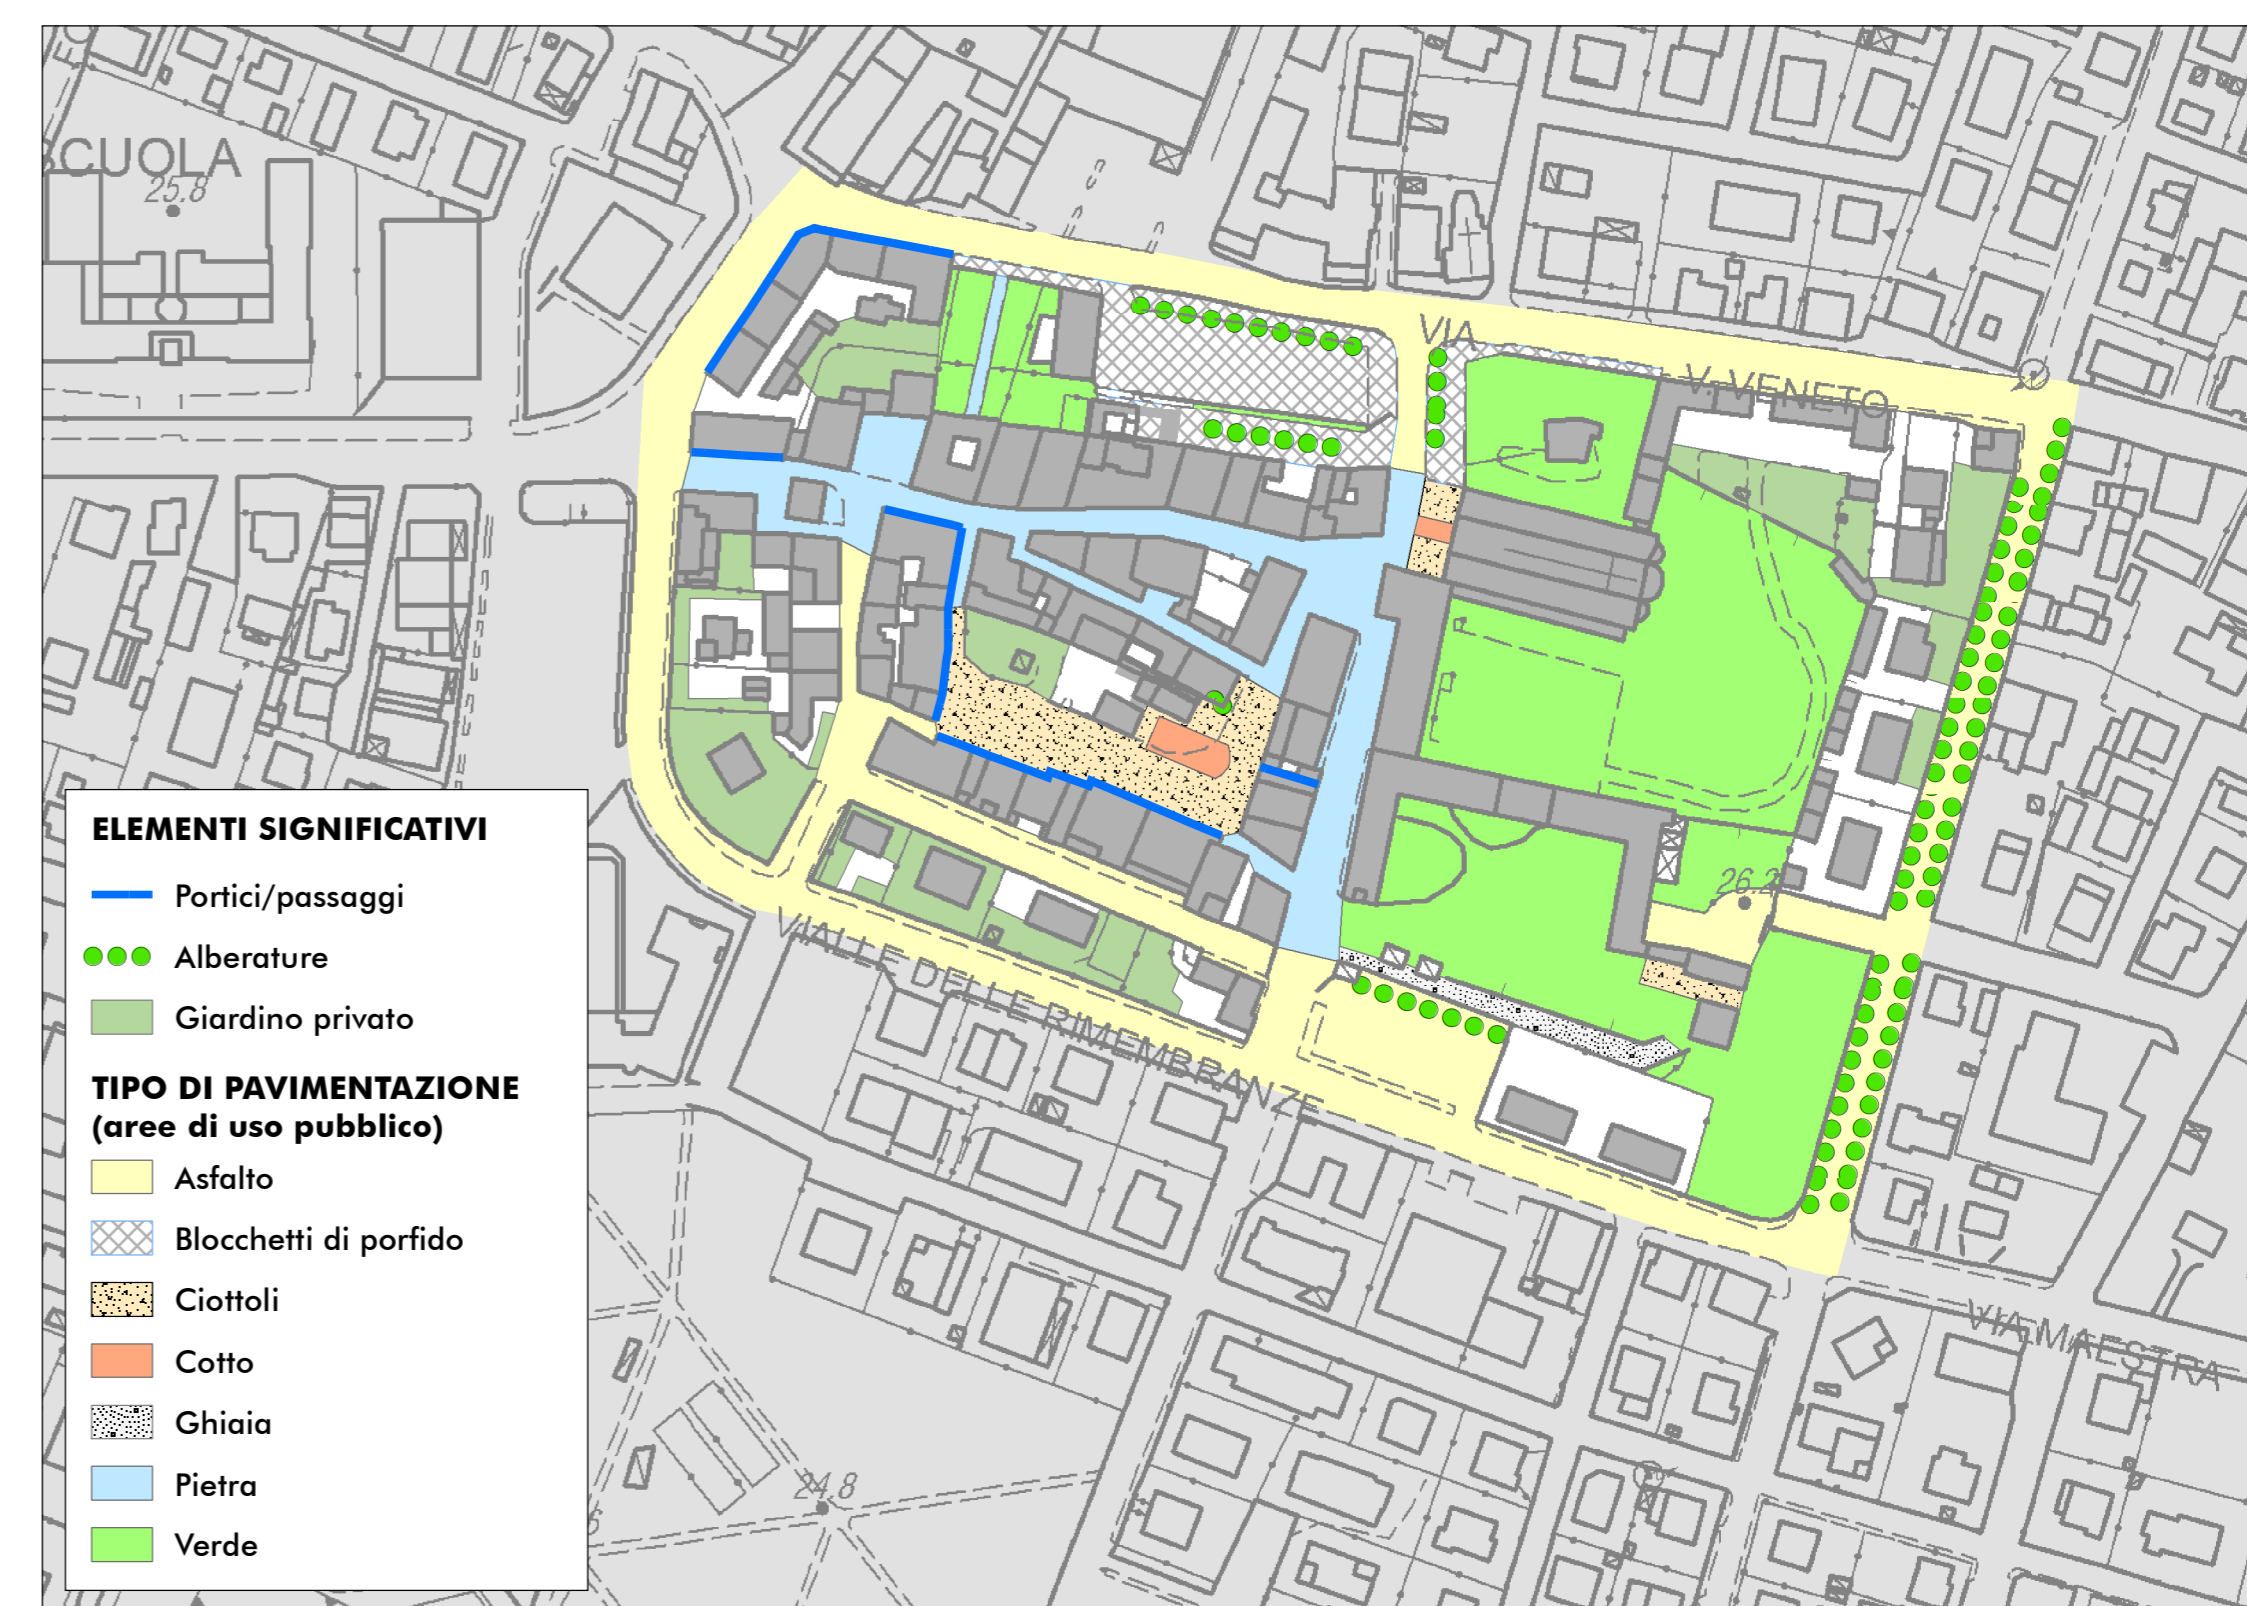 SCUOLA
25.8
VIA
V. VENETO
26.2
VIALLE DELLE RIMEMBRANZE
VIA MAESTRA
24.8
6
ELEMENTI SIGNIFICATIVI
Portici/passaggi
Alberature
Giardino privato
TIPO DI PAVIMENTAZIONE
(aree di uso pubblico)
Asfalto
Blocchetti di porfido
Ciottoli
Cotto
Ghiaia
Pietra
Verde